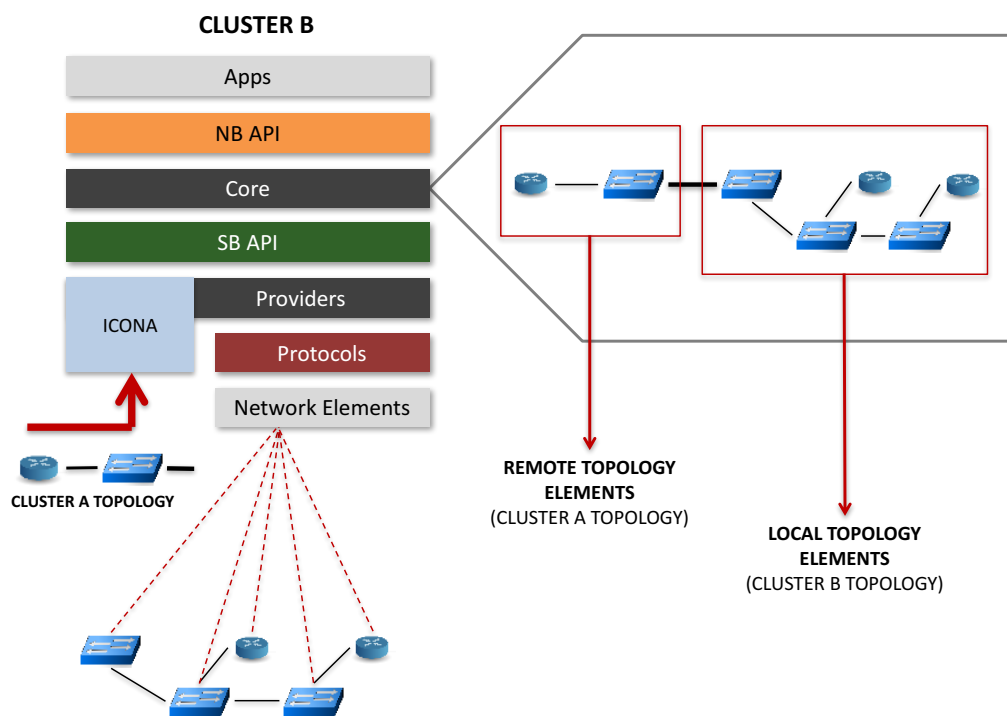 CLUSTER B
Apps
NB API
Core
SB API
ICONA
Providers
Protocols
Network Elements
CLUSTER A TOPOLOGY
REMOTE TOPOLOGY
ELEMENTS
(CLUSTER A TOPOLOGY)
LOCAL TOPOLOGY
ELEMENTS
(CLUSTER B TOPOLOGY)